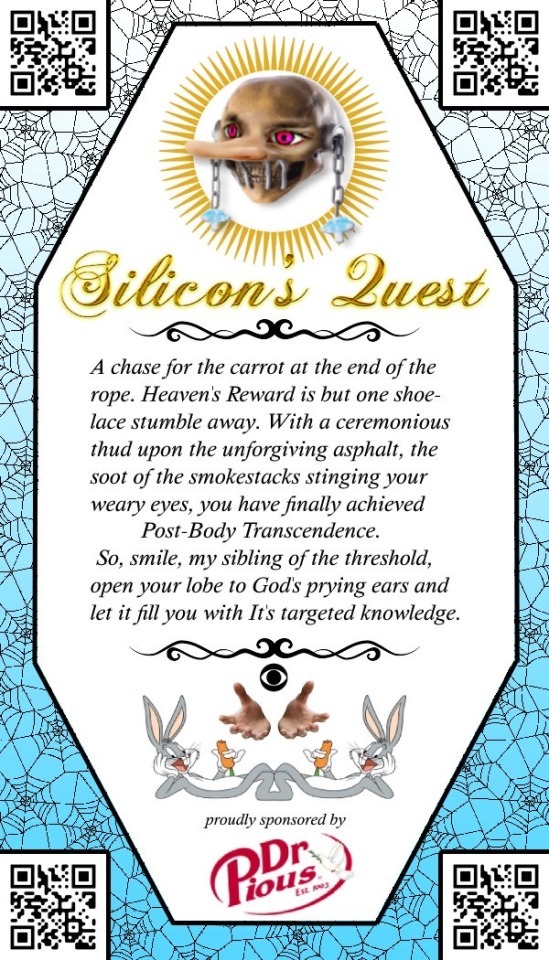 Silicon's Quest
A chase for the carrot at the end of the
rope. Heaven's Reward is but one shoe-
lace stumble away. With a ceremonious
thud upon the unforgiving asphalt, the
soot of the smokestacks stinging your
weary eyes, you have finally achieved
Post-Body Transcendence.
So, smile, my sibling of the threshold,
open your lobe to God's prying ears and
let it fill you with It's targeted knowledge.
proudly sponsored by
Dr
Pious
Est. 1993